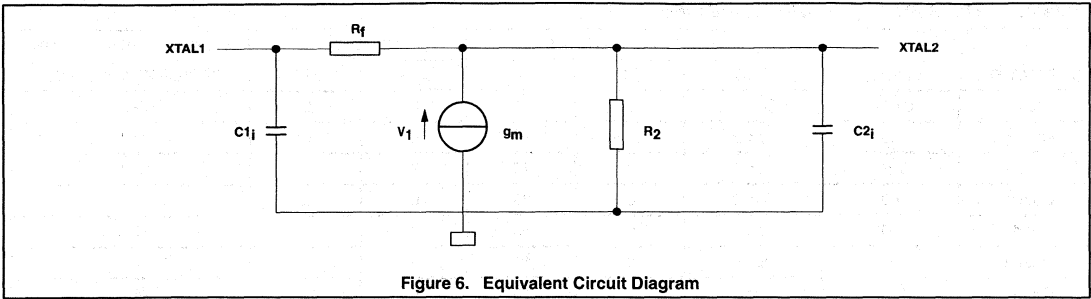 Rf
XTAL1
XTAL2
C1i
V1
gm
R2
C2i
Figure 6. Equivalent Circuit Diagram